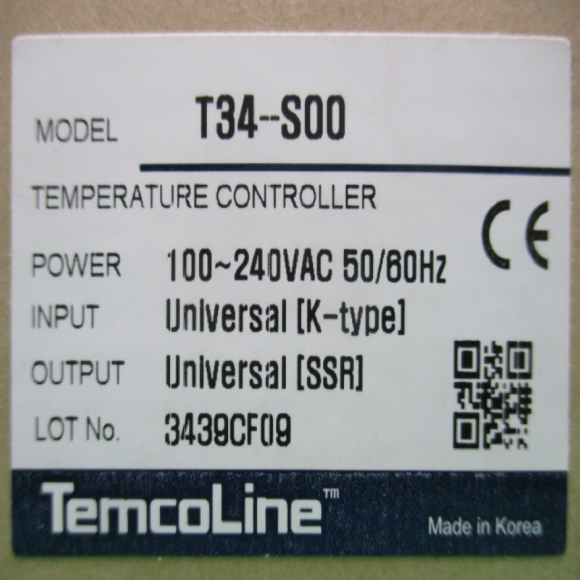 MODEL T34--S00
TEMPERATURE CONTROLLER
CE
POWER 100~240VAC 50/60Hz
INPUT Universal [K-type]
OUTPUT Universal [SSR]
LOT No. 3439CF09
TemcoLine™
Made in Korea